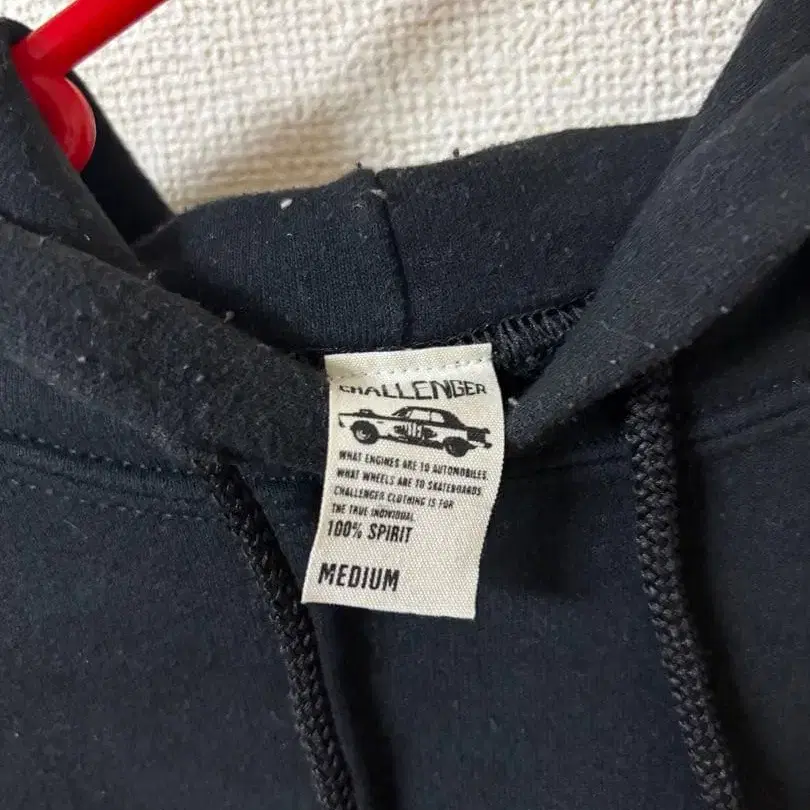 CHALLENGER
WHAT ENGINES ARE TO AUTOMOBILES
WHAT WHEELS ARE TO SKATEBOARDS
CHALLENGER CLOTHING IS FOR
THE TRUE INDIVIDUAL
100% SPIRIT
MEDIUM